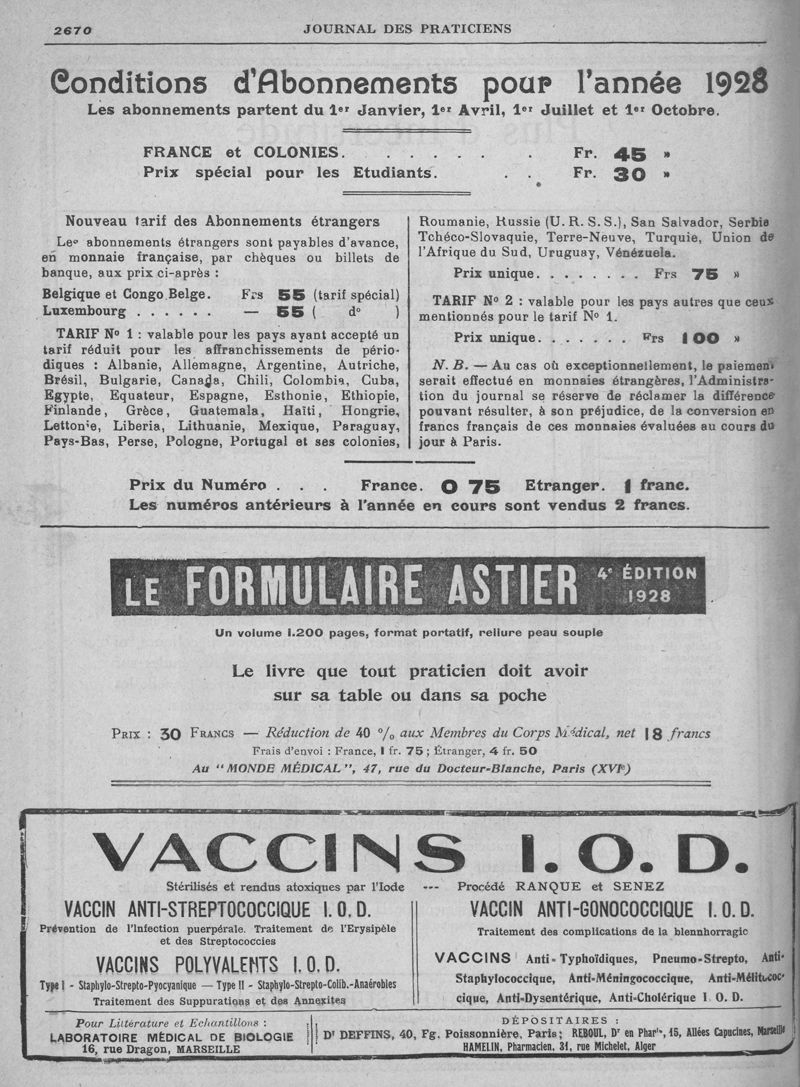 2670
JOURNAL DES PRATICIENS
Conditions d'Abonnements pour l'année 1928
Les abonnements partent du 1er Janvier, 1er Avril, 1er Juillet et 1er Octobre.
FRANCE et COLONIES. . . . . . . Fr. 45 »
Prix spécial pour les Etudiants. . . Fr. 30 »
Nouveau tarif des Abonnements étrangers
Les abonnements étrangers sont payables d'avance,
en monnaie française, par chèques ou billets de
banque, aux prix ci-après :
Belgique et Congo Belge. Frs 55 (tarif spécial)
Luxembourg . . . . . . — 55 ( do )
TARIF No 1 : valable pour les pays ayant accepté un
tarif réduit pour les affranchissements de pério-
diques : Albanie, Allemagne, Argentine, Autriche,
Brésil, Bulgarie, Canada, Chili, Colombie, Cuba,
Egypte, Equateur, Espagne, Esthonie, Ethiopie,
Finlande, Grèce, Guatemala, Haïti, Hongrie,
Lettonie, Liberia, Lithuanie, Mexique, Paraguay,
Pays-Bas, Perse, Pologne, Portugal et ses colonies,
Roumanie, Russie (U. R. S. S.), San Salvador, Serbie
Tchéco-Slovaquie, Terre-Neuve, Turquie, Union de
l'Afrique du Sud, Uruguay, Vénézuela.
Prix unique. . . . . . . . Frs 75 »
TARIF No 2 : valable pour les pays autres que ceux
mentionnés pour le tarif No 1.
Prix unique. . . . . . . Frs 100 »
N. B. — Au cas où exceptionnellement, le paiement
serait effectué en monnaies étrangères, l'Administra-
tion du journal se réserve de réclamer la différence
pouvant résulter, à son préjudice, de la conversion en
francs français de ces monnaies évaluées au cours du
jour à Paris.
Prix du Numéro . . . France. 0 75 Etranger. 1 franc.
Les numéros antérieurs à l'année en cours sont vendus 2 francs.
LE FORMULAIRE ASTIER 4e ÉDITION 1928
Un volume 1.200 pages, format portatif, reliure peau souple
Le livre que tout praticien doit avoir
sur sa table ou dans sa poche
PRIX : 30 FRANCS — Réduction de 40 % aux Membres du Corps Médical, net 18 francs
Frais d'envoi : France, 1 fr. 75 ; Étranger, 4 fr. 50
Au "MONDE MÉDICAL", 47, rue du Docteur-Blanche, Paris (XVIe)
VACCINS I.O.D.
Stérilisés et rendus atoxiques par l'Iode --- Procédé RANQUE et SENEZ
VACCIN ANTI-STREPTOCOCCIQUE I.O.D.
Prévention de l'Infection puerpérale. Traitement de l'Erysipèle
et des Streptococcies
VACCINS POLYVALENTS I.O.D.
Type I - Staphylo-Strepto-Pyocyanique — Type II - Staphylo-Strepto-Colib.-Anaérobies
Traitement des Suppurations et des Annexites
VACCIN ANTI-GONOCOCCIQUE I.O.D.
Traitement des complications de la blennhorragic
VACCINS Anti-Typhoïdiques, Pneumo-Strepto, Anti-
Staphylococcique, Anti-Méningococcique, Anti-Mélitococ-
cique, Anti-Dysentérique, Anti-Cholérique I. O. D.
Pour Littérature et Echantillons :
LABORATOIRE MÉDICAL DE BIOLOGIE
16, rue Dragon, MARSEILLE
DÉPOSITAIRES :
Dr DEFFINS, 40, Fg. Poissonnière, Paris ; REBOUL, Dr en Pharie, 15, Allées Capucines, Marseille
HAMELIN, Pharmacien, 31, rue Michelet, Alger